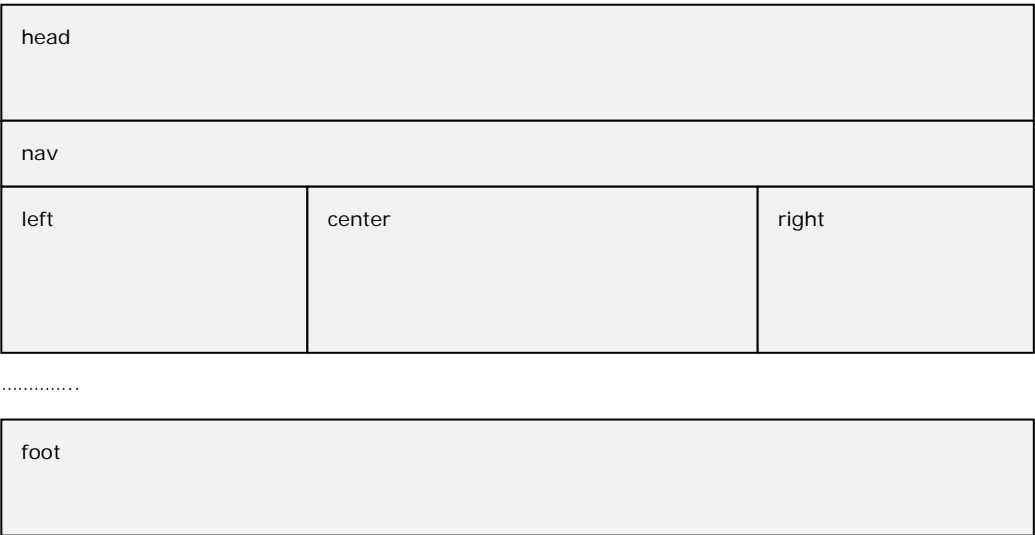 head
nav
left center right
…………..
foot